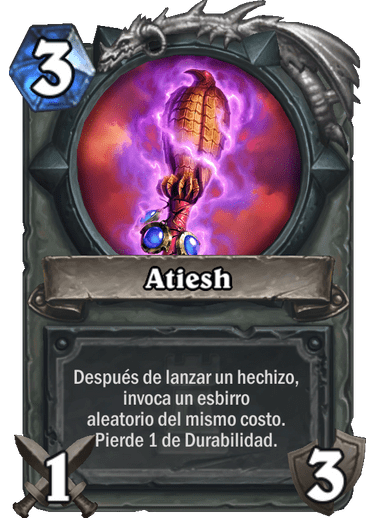 3
Atiesh
Después de lanzar un hechizo,
invoca un esbirro
aleatorio del mismo costo.
Pierde 1 de Durabilidad.
1
3